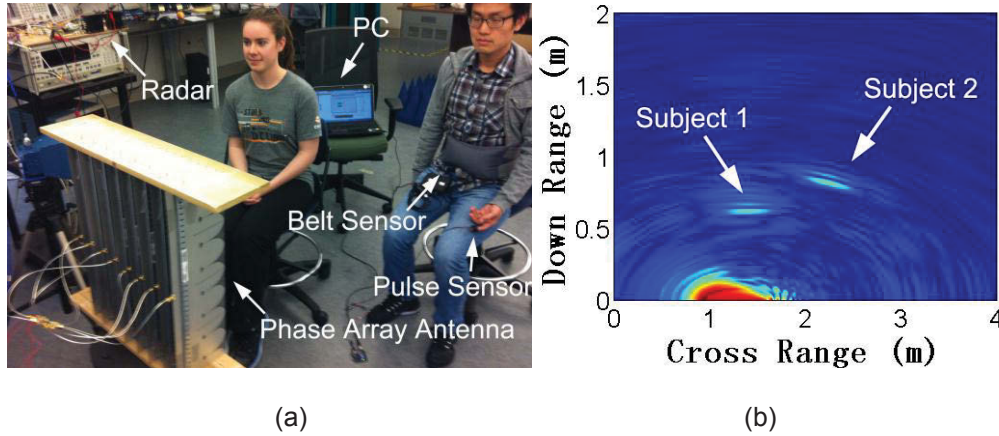 Radar
PC
Belt Sensor
Pulse Sensor
Phase Array Antenna
(a)
Down Range (m)
2
1.5
1
0.5
0
Subject 1
Subject 2
0
1
2
3
4
Cross Range (m)
(b)